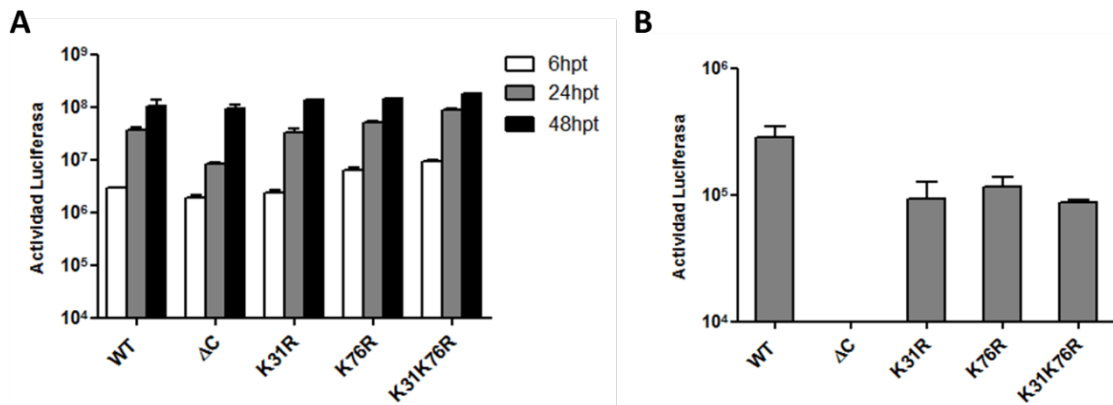 A
Actividad Luciferasa
10⁹
10⁸
10⁷
10⁶
10⁵
10⁴
6hpt
24hpt
48hpt
WT
ΔC
K31R
K76R
K31K76R
B
Actividad Luciferasa
10⁶
10⁵
10⁴
WT
ΔC
K31R
K76R
K31K76R